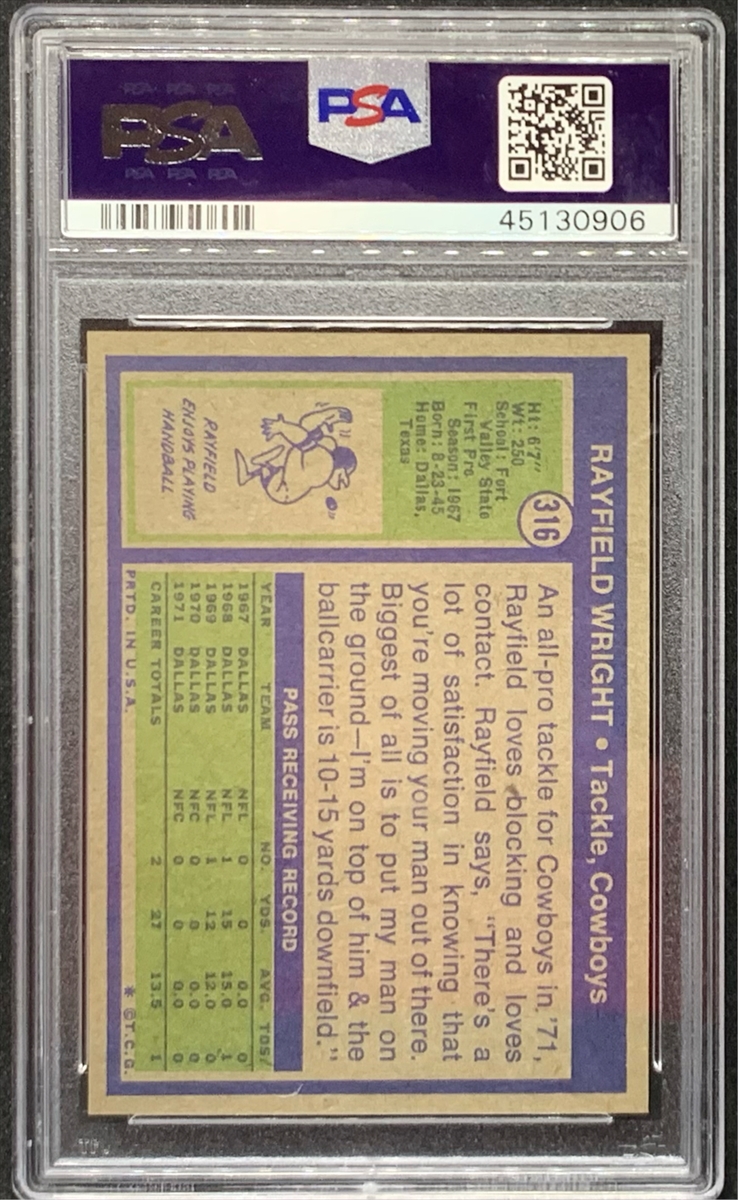 PSA PSA PSA
PSA
PSA PSA PSA
PSA
45130906
RAYFIELD WRIGHT • Tackle, Cowboys
316
Ht: 6'7"
Wt: 250
School: Fort
Valley State
First Pro
Season: 1967
Born: 8-23-45
Home: Dallas,
Texas
RAYFIELD
ENJOYS PLAYING
HANDBALL
An all-pro tackle for Cowboys in '71,
Rayfield loves blocking and loves
contact. Rayfield says, "There's a
lot of satisfaction in knowing that
you're moving your man out of there.
Biggest of all is to put my man on
the ground—I'm on top of him & the
ballcarrier is 10-15 yards downfield."
PASS RECEIVING RECORD
YEAR TEAM NO. YDS. AVG. TDS.
1967 DALLAS NFL 0 0 0.0 0
1968 DALLAS NFL 1 15 15.0 1
1969 DALLAS NFL 1 12 12.0 0
1970 DALLAS NFC 0 0 0.0 0
1971 DALLAS NFC 0 0 0.0 0
CAREER TOTALS 2 27 13.5 1
PRTD. IN U.S.A. * ©T.C.G.